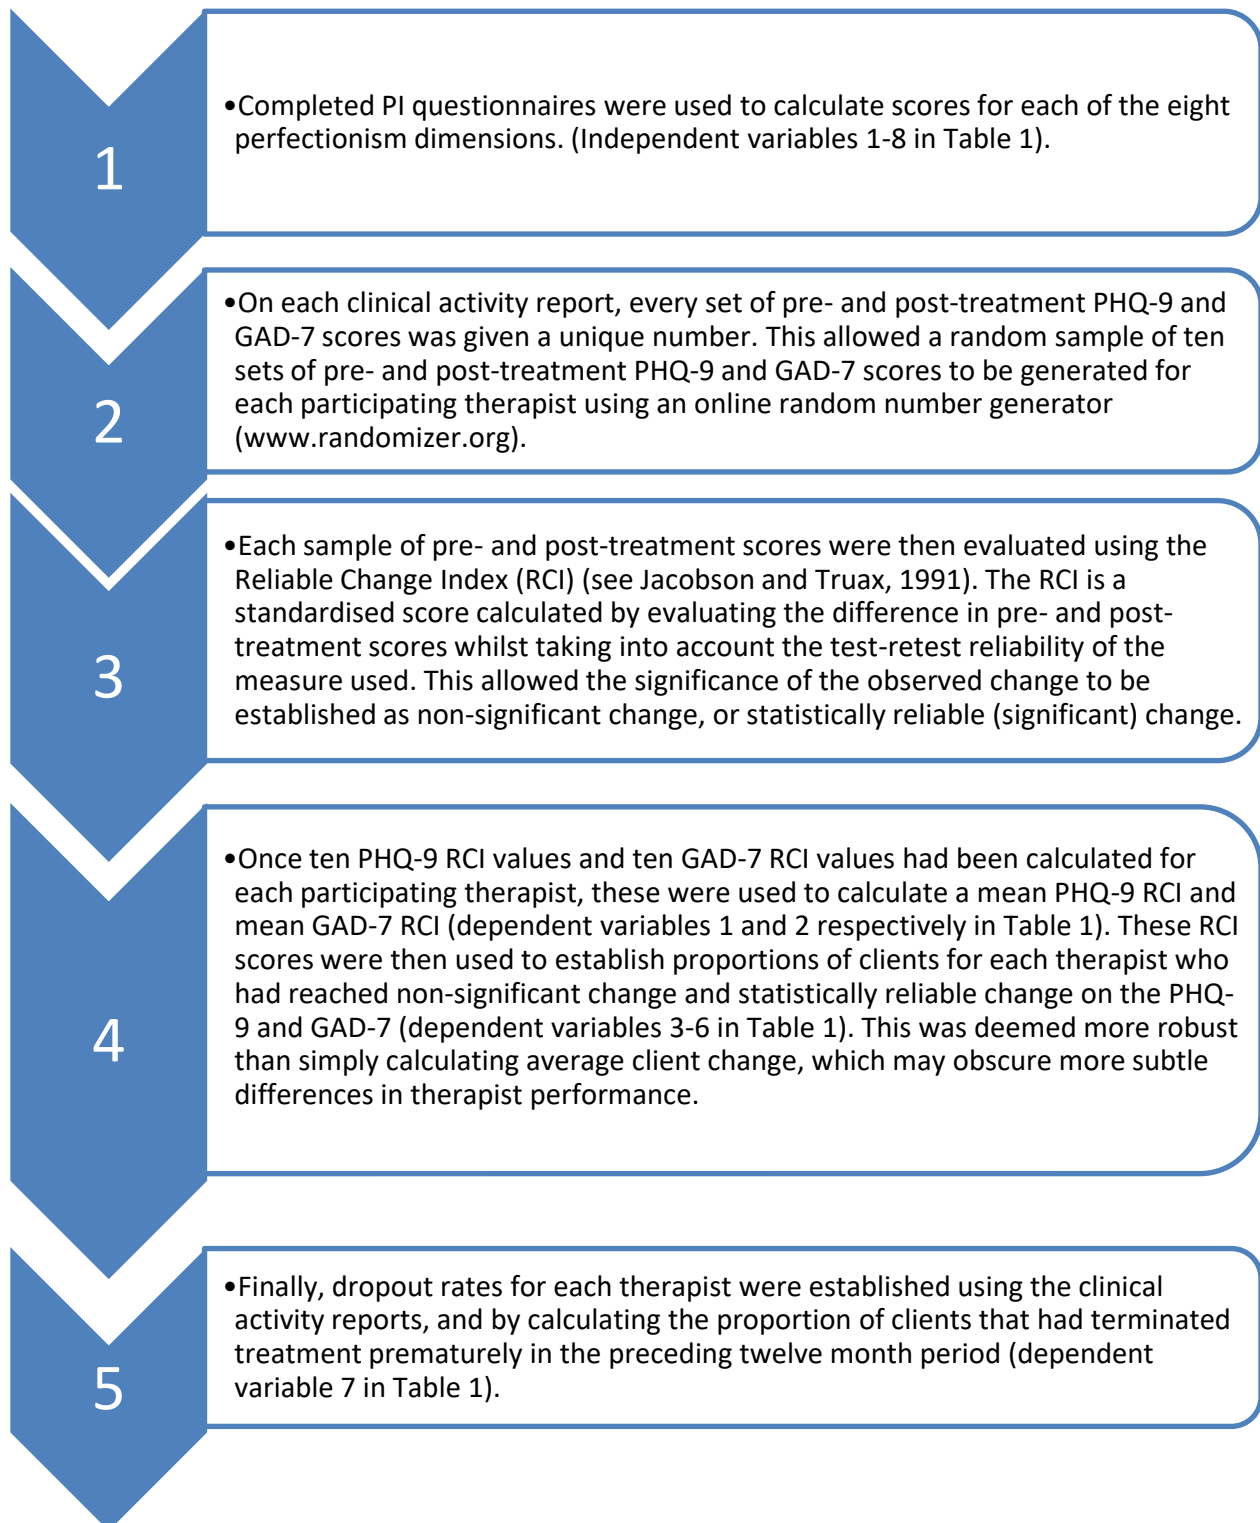 1
•Completed PI questionnaires were used to calculate scores for each of the eight
perfectionism dimensions. (Independent variables 1-8 in Table 1).
2
•On each clinical activity report, every set of pre- and post-treatment PHQ-9 and
GAD-7 scores was given a unique number. This allowed a random sample of ten
sets of pre- and post-treatment PHQ-9 and GAD-7 scores to be generated for
each participating therapist using an online random number generator
(www.randomizer.org).
3
•Each sample of pre- and post-treatment scores were then evaluated using the
Reliable Change Index (RCI) (see Jacobson and Truax, 1991). The RCI is a
standardised score calculated by evaluating the difference in pre- and post-
treatment scores whilst taking into account the test-retest reliability of the
measure used. This allowed the significance of the observed change to be
established as non-significant change, or statistically reliable (significant) change.
4
•Once ten PHQ-9 RCI values and ten GAD-7 RCI values had been calculated for
each participating therapist, these were used to calculate a mean PHQ-9 RCI and
mean GAD-7 RCI (dependent variables 1 and 2 respectively in Table 1). These RCI
scores were then used to establish proportions of clients for each therapist who
had reached non-significant change and statistically reliable change on the PHQ-
9 and GAD-7 (dependent variables 3-6 in Table 1). This was deemed more robust
than simply calculating average client change, which may obscure more subtle
differences in therapist performance.
5
•Finally, dropout rates for each therapist were established using the clinical
activity reports, and by calculating the proportion of clients that had terminated
treatment prematurely in the preceding twelve month period (dependent
variable 7 in Table 1).